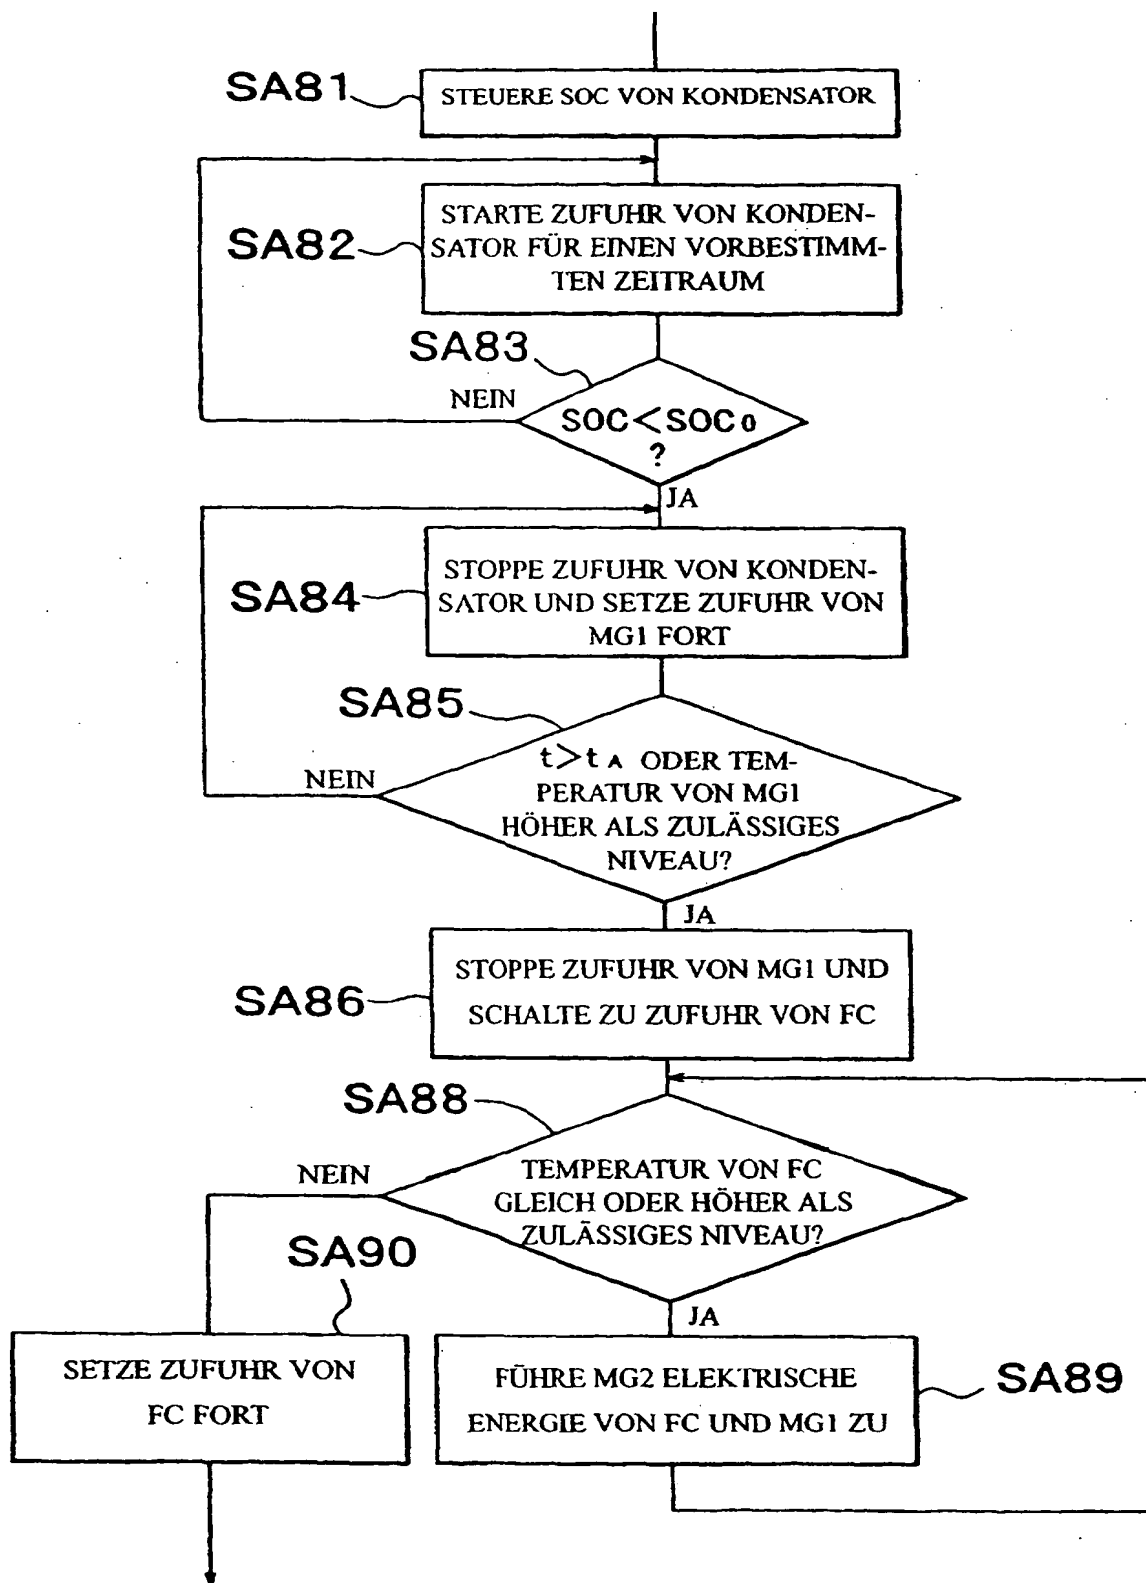 SA81
STEUERE SOC VON KONDENSATOR
SA82
STARTE ZUFUHR VON KONDEN-
SATOR FÜR EINEN VORBESTIMM-
TEN ZEITRAUM
SA83
NEIN
SOC<SOC₀
?
JA
SA84
STOPPE ZUFUHR VON KONDEN-
SATOR UND SETZE ZUFUHR VON
MG1 FORT
SA85
NEIN
t>t_A ODER TEM-
PERATUR VON MG1
HÖHER ALS ZULÄSSIGES
NIVEAU?
JA
SA86
STOPPE ZUFUHR VON MG1 UND
SCHALTE ZU ZUFUHR VON FC
SA88
NEIN
TEMPERATUR VON FC
GLEICH ODER HÖHER ALS
ZULÄSSIGES NIVEAU?
JA
SA90
SETZE ZUFUHR VON
FC FORT
FÜHRE MG2 ELEKTRISCHE
ENERGIE VON FC UND MG1 ZU
SA89